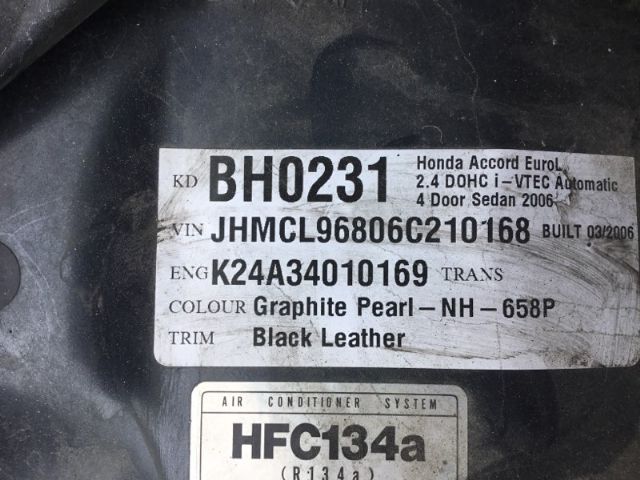 KD BH0231 Honda Accord EuroL
2.4 DOHC i-VTEC Automatic
4 Door Sedan 2006
VIN JHMCL96806C210168 BUILT 03/2006
ENG K24A34010169 TRANS
COLOUR Graphite Pearl-NH-658P
TRIM Black Leather
AIR CONDITIONER SYSTEM
HFC134a
(R134a)